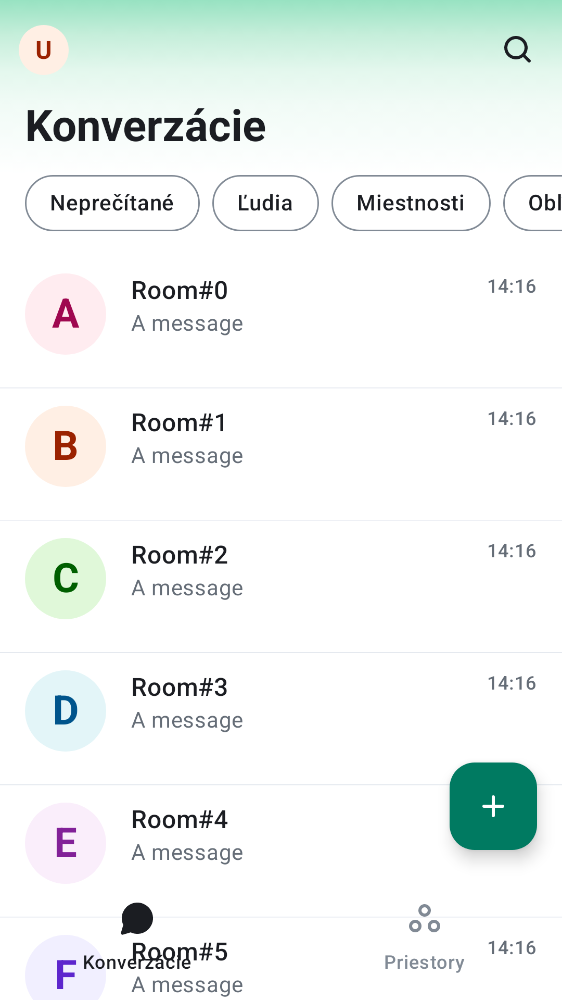 U
Konverzácie
Neprečítané Ľudia Miestnosti Obl
A Room#0 14:16
A message
B Room#1 14:16
A message
C Room#2 14:16
A message
D Room#3 14:16
A message
E Room#4
A message
F Room#5 14:16
Konverzácie Priestory
A message